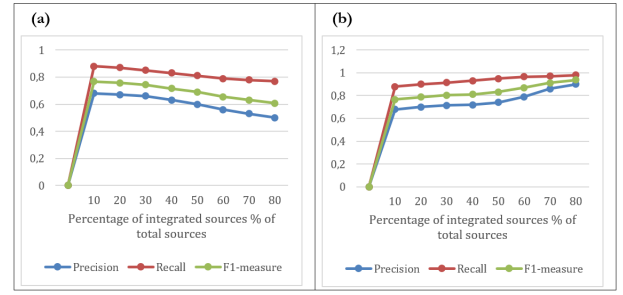 (a)
1
0,8
0,6
0,4
0,2
0
10 20 30 40 50 60 70 80
Percentage of integrated sources % of
total sources
Precision Recall F1-measure
(b)
1,2
1
0,8
0,6
0,4
0,2
0
10 20 30 40 50 60 70 80
Percentage of integrated sources % of
total sources
Precision Recall F1-measure